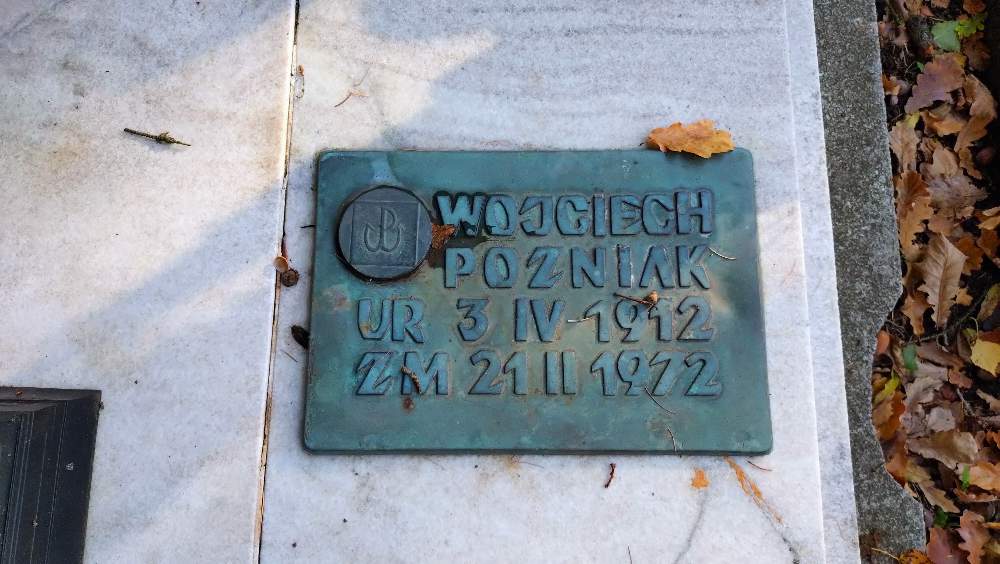 WOJCIECH
POZNIAK
UR 3 IV 1912
ZM 21 II 1972